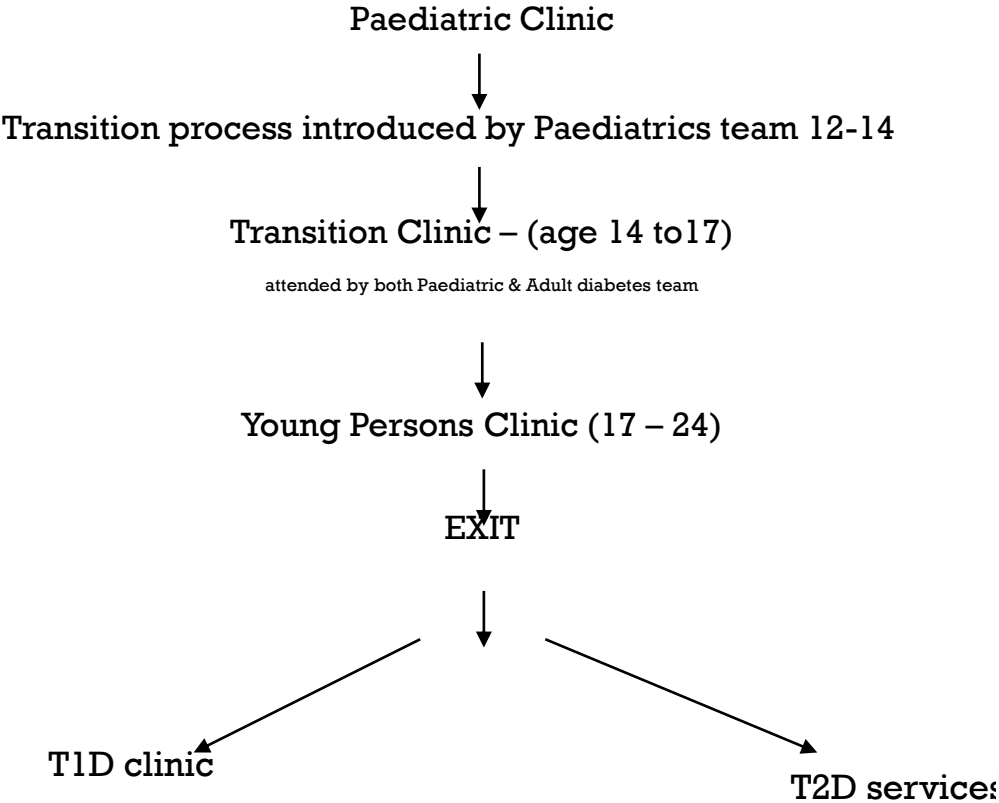 Paediatric Clinic
Transition process introduced by Paediatrics team 12-14
Transition Clinic – (age 14 to17)
attended by both Paediatric & Adult diabetes team
Young Persons Clinic (17 – 24)
EXIT
T1D clinic
T2D services